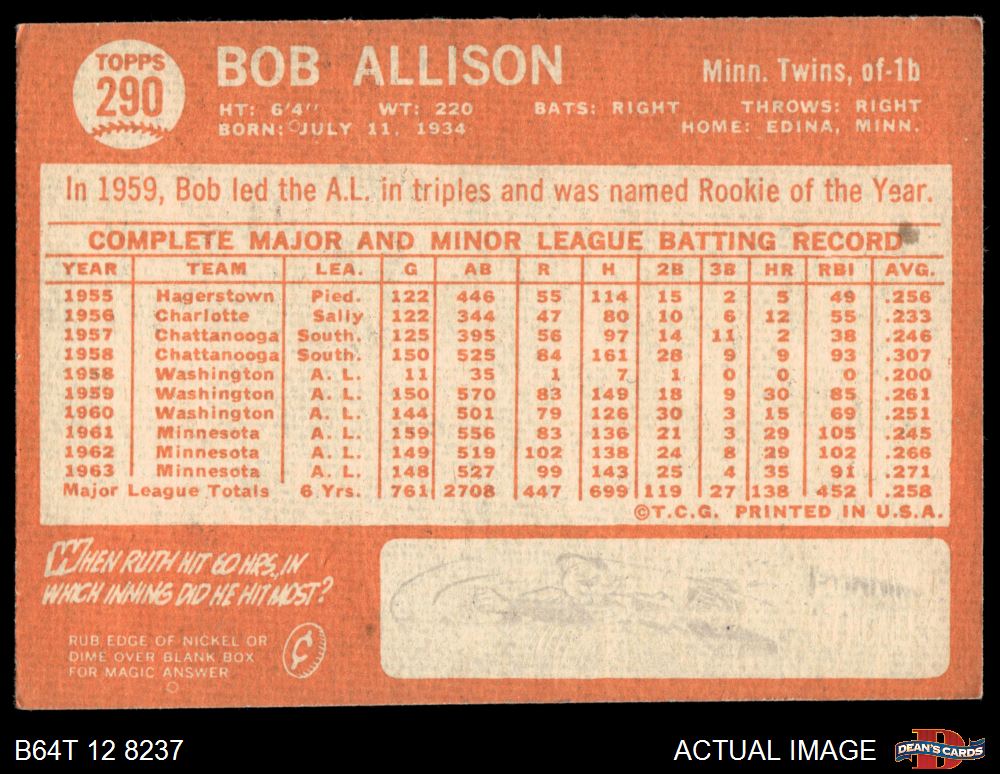 TOPPS
290
BOB ALLISON
Minn. Twins, of-1b
HT: 6'4" WT: 220 BATS: RIGHT THROWS: RIGHT
BORN: JULY 11, 1934 HOME: EDINA, MINN.
In 1959, Bob led the A.L. in triples and was named Rookie of the Year.
COMPLETE MAJOR AND MINOR LEAGUE BATTING RECORD
YEAR TEAM LEA. G AB R H 2B 3B HR RBI AVG.
1955 Hagerstown Pied. 122 446 55 114 15 2 5 49 .256
1956 Charlotte Sally 122 344 47 80 10 6 12 55 .233
1957 Chattanooga South. 125 395 56 97 14 11 2 38 .246
1958 Chattanooga South. 150 525 84 161 28 9 9 93 .307
1958 Washington A. L. 11 35 1 7 1 0 0 0 .200
1959 Washington A. L. 150 570 83 149 18 9 30 85 .261
1960 Washington A. L. 144 501 79 126 30 3 15 69 .251
1961 Minnesota A. L. 159 556 83 136 21 3 29 105 .245
1962 Minnesota A. L. 149 519 102 138 24 8 29 102 .266
1963 Minnesota A. L. 148 527 99 143 25 4 35 91 .271
Major League Totals 6 Yrs. 761 2708 447 699 119 27 138 452 .258
©T.C.G. PRINTED IN U.S.A.
WHEN RUTH HIT 60 HRS, IN
WHICH INNING DID HE HIT MOST?
RUB EDGE OF NICKEL OR
DIME OVER BLANK BOX
FOR MAGIC ANSWER
B64T 12 8237
ACTUAL IMAGE
DEAN'S CARDS